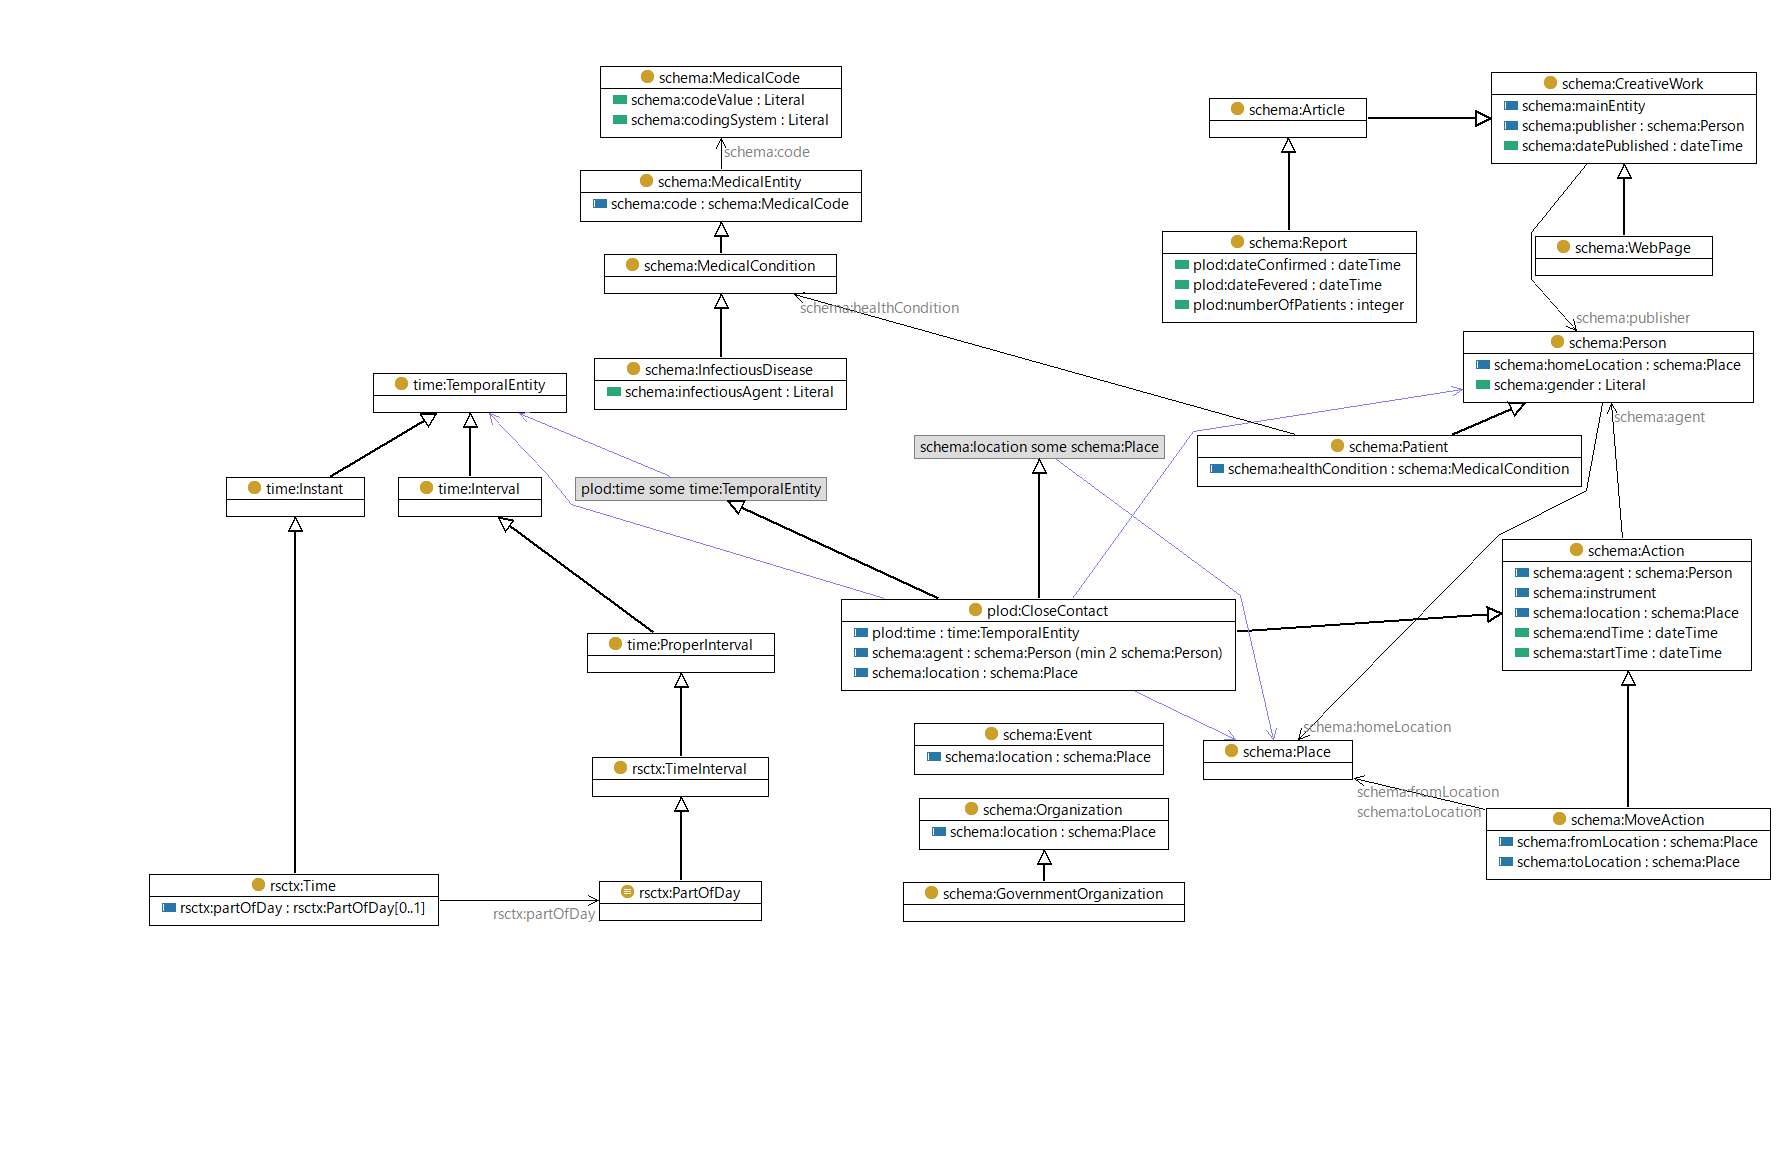 schema:MedicalCode
schema:codeValue : Literal
schema:codingSystem : Literal
schema:code
schema:MedicalEntity
schema:code : schema:MedicalCode
schema:MedicalCondition
schema:healthCondition
schema:InfectiousDisease
schema:infectiousAgent : Literal
schema:Article
schema:CreativeWork
schema:mainEntity
schema:publisher : schema:Person
schema:datePublished : dateTime
schema:Report
plod:dateConfirmed : dateTime
plod:dateFevered : dateTime
plod:numberOfPatients : integer
schema:WebPage
schema:publisher
schema:Person
schema:homeLocation : schema:Place
schema:gender : Literal
schema:agent
time:TemporalEntity
time:Instant
time:Interval
plod:time some time:TemporalEntity
schema:location some schema:Place
schema:Patient
schema:healthCondition : schema:MedicalCondition
schema:Action
schema:agent : schema:Person
schema:instrument
schema:location : schema:Place
schema:endTime : dateTime
schema:startTime : dateTime
plod:CloseContact
plod:time : time:TemporalEntity
schema:agent : schema:Person (min 2 schema:Person)
schema:location : schema:Place
time:ProperInterval
rsctx:TimeInterval
schema:Event
schema:location : schema:Place
schema:homeLocation
schema:Place
schema:fromLocation
schema:toLocation
schema:Organization
schema:location : schema:Place
schema:MoveAction
schema:fromLocation : schema:Place
schema:toLocation : schema:Place
rsctx:Time
rsctx:partOfDay : rsctx:PartOfDay[0..1]
rsctx:partOfDay
rsctx:PartOfDay
schema:GovernmentOrganization